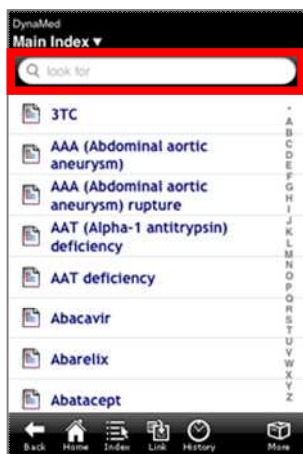 DynaMed
Main Index ▾
look for
3TC
AAA (Abdominal aortic
aneurysm)
AAA (Abdominal aortic
aneurysm) rupture
AAT (Alpha-1 antitrypsin)
deficiency
AAT deficiency
Abacavir
Abarelix
Abatacept
*
A
B
C
D
E
F
G
H
I
J
K
L
M
N
O
P
Q
R
S
T
U
V
W
X
Y
Z
Back Home Index Link History More